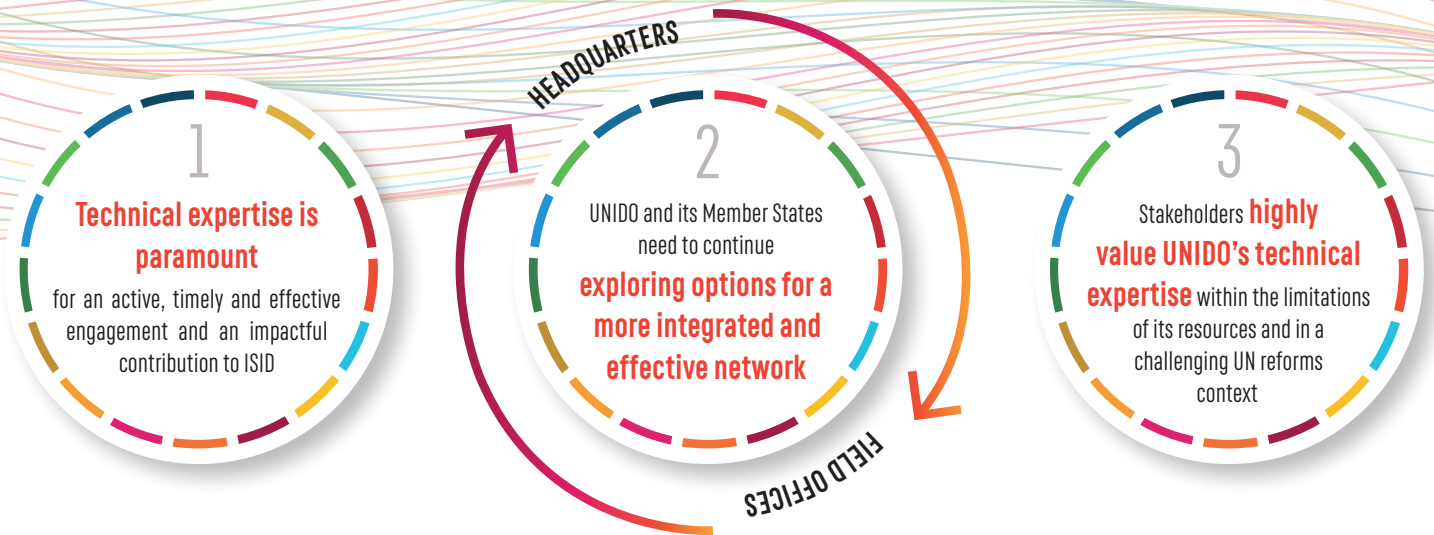 1
Technical expertise is
paramount
for an active, timely and effective
engagement and an impactful
contribution to ISID
HEADQUARTERS
2
UNIDO and its Member States
need to continue
exploring options for a
more integrated and
effective network
FIELD OFFICES
3
Stakeholders highly
value UNIDO's technical
expertise within the limitations
of its resources and in a
challenging UN reforms
context